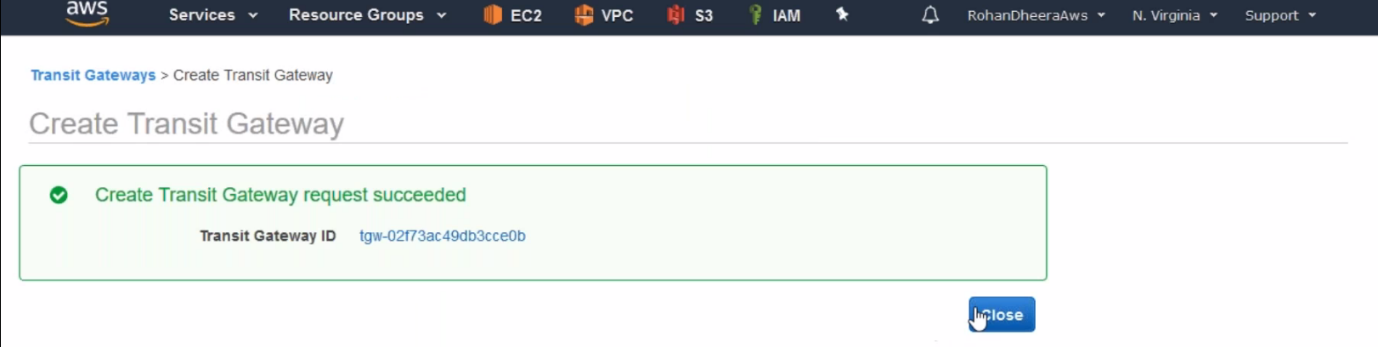 aws Services Resource Groups EC2 VPC S3 IAM RohanDheeraAws N. Virginia Support
Transit Gateways > Create Transit Gateway
Create Transit Gateway
Create Transit Gateway request succeeded
Transit Gateway ID tgw-02f73ac49db3cce0b
Close